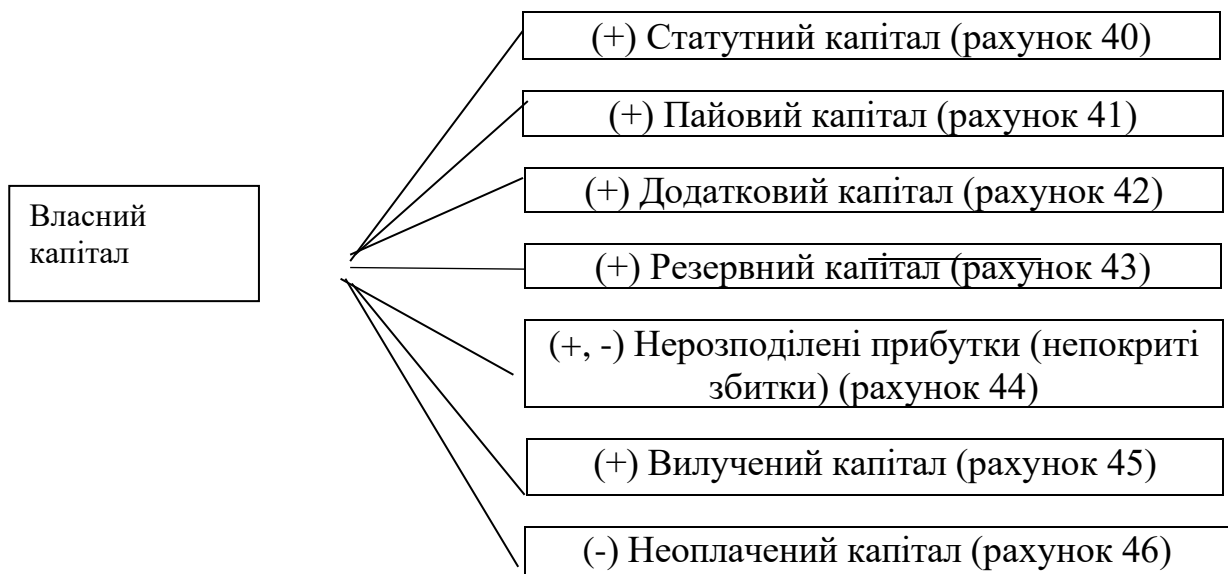 (+) Статутний капітал (рахунок 40)
(+) Пайовий капітал (рахунок 41)
(+) Додатковий капітал (рахунок 42)
Власний
капітал
(+) Резервний капітал (рахунок 43)
(+, -) Нерозподілені прибутки (непокриті
збитки) (рахунок 44)
(+) Вилучений капітал (рахунок 45)
(-) Неоплачений капітал (рахунок 46)